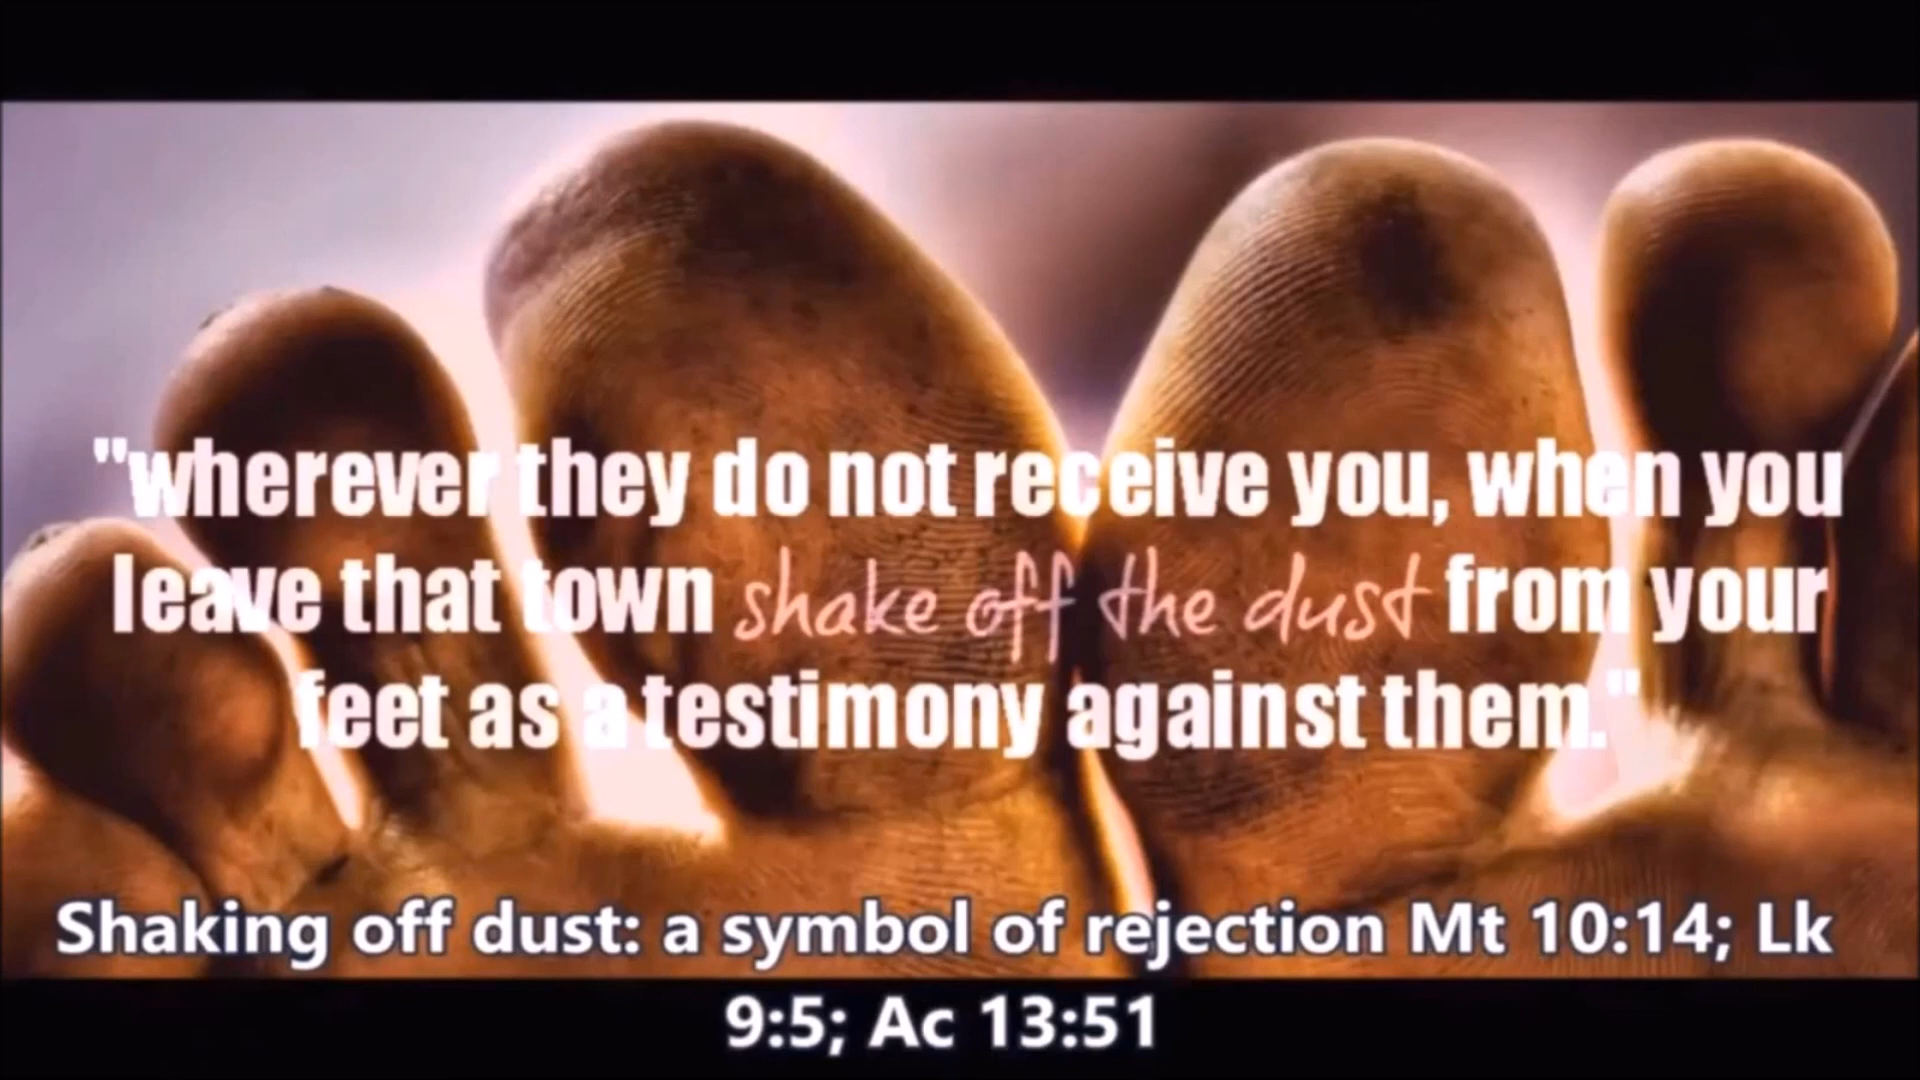 "wherever they do not receive you, when you
leave that town shake off the dust from your
feet as a testimony against them."
Shaking off dust: a symbol of rejection Mt 10:14; Lk
9:5; Ac 13:51